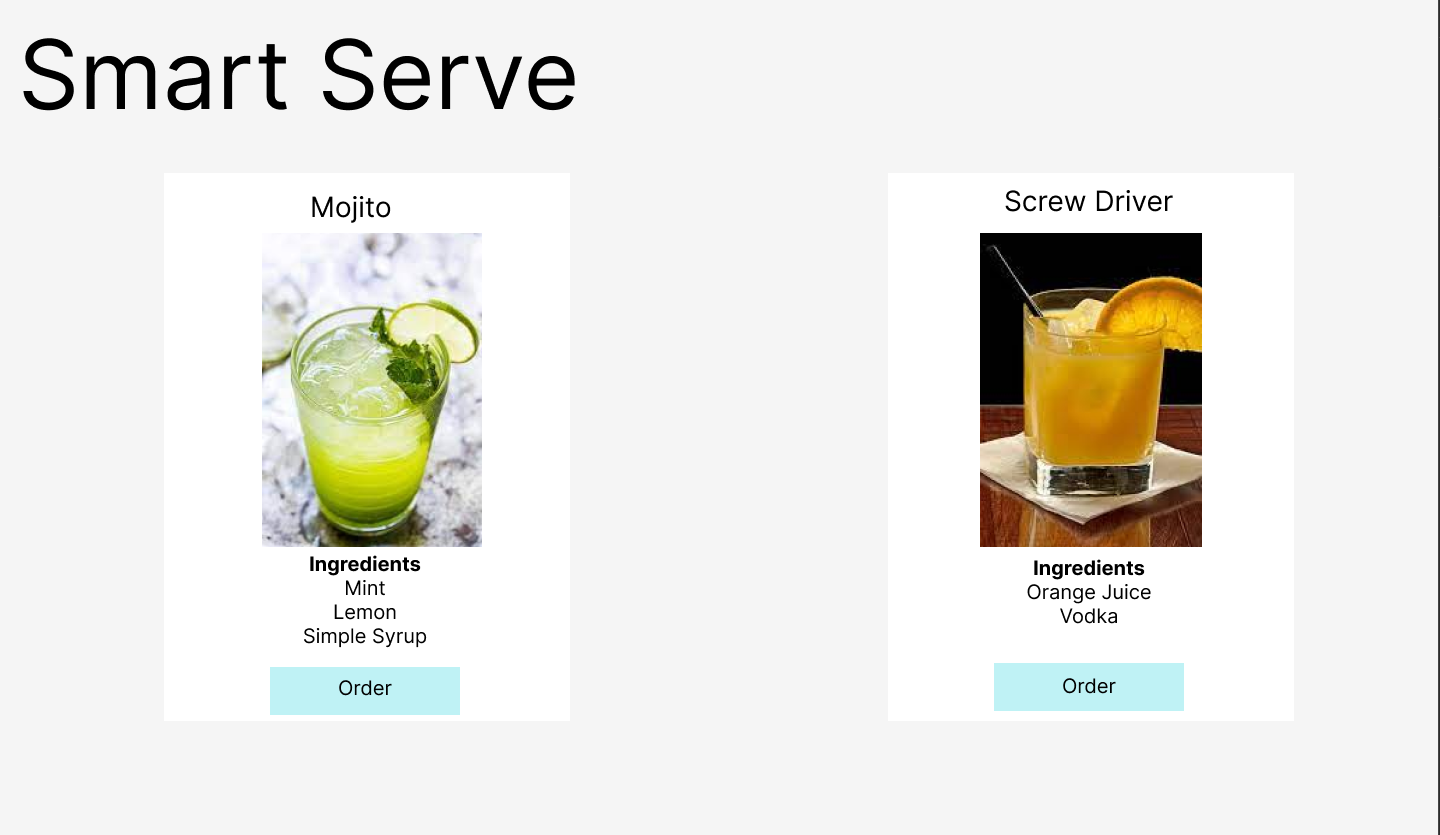 Smart Serve
Mojito
Ingredients
Mint
Lemon
Simple Syrup
Order
Screw Driver
Ingredients
Orange Juice
Vodka
Order